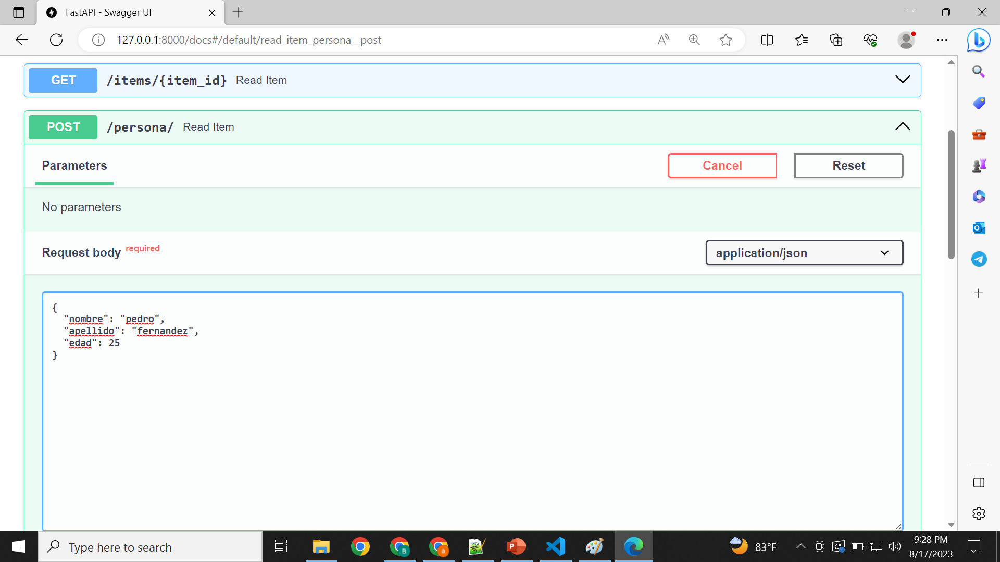 FastAPI - Swagger UI
127.0.0.1:8000/docs#/default/read_item_persona__post
GET /items/{item_id} Read Item
POST /persona/ Read Item
Parameters
Cancel
Reset
No parameters
Request body required
application/json
{
"nombre": "pedro",
"apellido": "fernandez",
"edad": 25
}
Type here to search
83°F
9:28 PM
8/17/2023